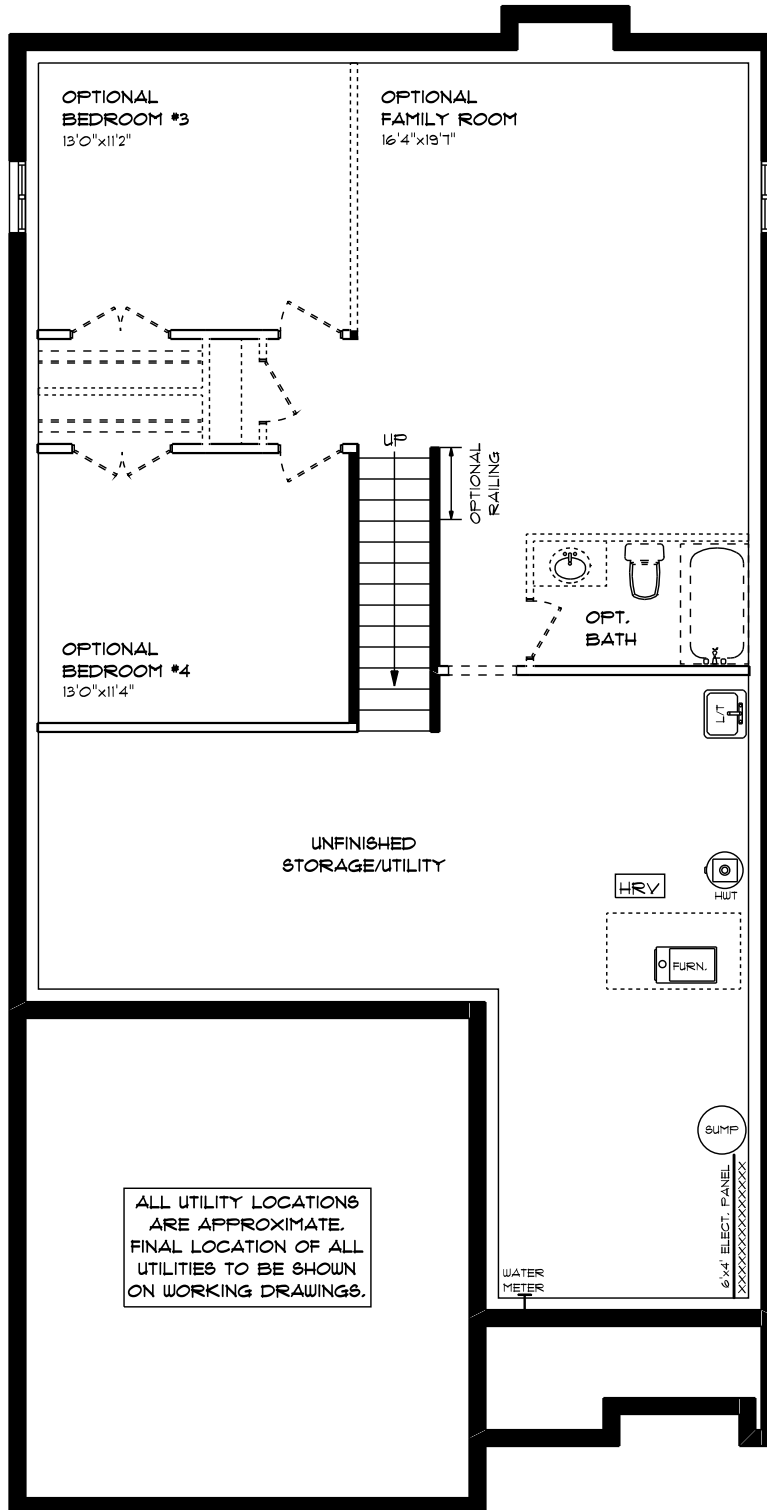 OPTIONAL
BEDROOM #3
13'0"x11'2"
OPTIONAL
FAMILY ROOM
16'4"x19'7"
UP
OPTIONAL
RAILING
OPT.
BATH
OPTIONAL
BEDROOM #4
13'0"x11'4"
L/T
UNFINISHED
STORAGE/UTILITY
HRV
HWT
FURN.
SUMP
6'x4' ELECT. PANEL
XXXXXXXXXXXXXXX
ALL UTILITY LOCATIONS
ARE APPROXIMATE.
FINAL LOCATION OF ALL
UTILITIES TO BE SHOWN
ON WORKING DRAWINGS.
WATER
METER